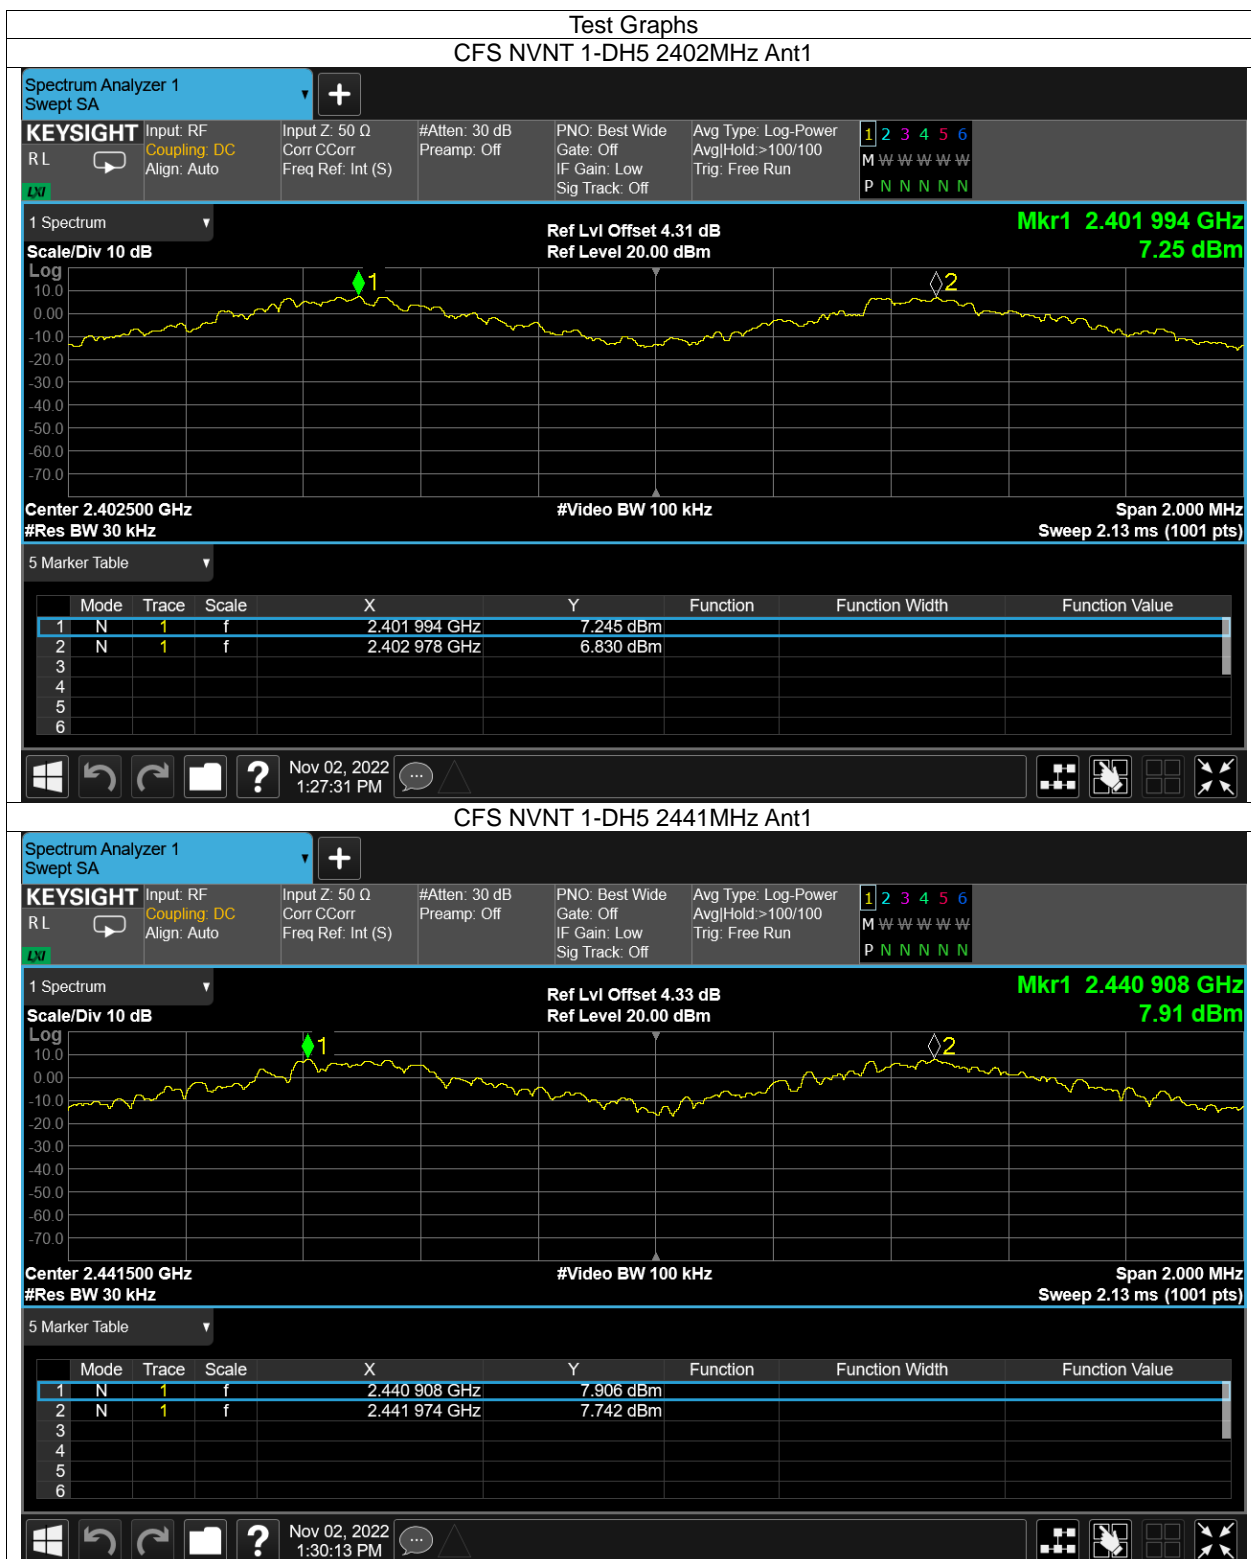 Test Graphs
CFS NVNT 1-DH5 2402MHz Ant1
Spectrum Analyzer 1
Swept SA
KEYSIGHT Input: RF Input Z: 50 Ω #Atten: 30 dB PNO: Best Wide Avg Type: Log-Power 1 2 3 4 5 6
R L Coupling: DC Corr CCorr Preamp: Off Gate: Off Avg|Hold:>100/100 M W W W W W
Align: Auto Freq Ref: Int (S) IF Gain: Low Trig: Free Run
LXI Sig Track: Off P N N N N N
1 Spectrum Ref Lvl Offset 4.31 dB Mkr1 2.401 994 GHz
Scale/Div 10 dB Ref Level 20.00 dBm 7.25 dBm
Log
1 2
10.0
0.00
-10.0
-20.0
-30.0
-40.0
-50.0
-60.0
-70.0
Center 2.402500 GHz #Video BW 100 kHz Span 2.000 MHz
#Res BW 30 kHz Sweep 2.13 ms (1001 pts)
5 Marker Table
Mode Trace Scale X Y Function Function Width Function Value
1 N 1 f 2.401 994 GHz 7.245 dBm
2 N 1 f 2.402 978 GHz 6.830 dBm
3
4
5
6
? Nov 02, 2022
1:27:31 PM
CFS NVNT 1-DH5 2441MHz Ant1
Spectrum Analyzer 1
Swept SA
KEYSIGHT Input: RF Input Z: 50 Ω #Atten: 30 dB PNO: Best Wide Avg Type: Log-Power 1 2 3 4 5 6
R L Coupling: DC Corr CCorr Preamp: Off Gate: Off Avg|Hold:>100/100 M W W W W W
Align: Auto Freq Ref: Int (S) IF Gain: Low Trig: Free Run
LXI Sig Track: Off P N N N N N
1 Spectrum Ref Lvl Offset 4.33 dB Mkr1 2.440 908 GHz
Scale/Div 10 dB Ref Level 20.00 dBm 7.91 dBm
Log
1 2
10.0
0.00
-10.0
-20.0
-30.0
-40.0
-50.0
-60.0
-70.0
Center 2.441500 GHz #Video BW 100 kHz Span 2.000 MHz
#Res BW 30 kHz Sweep 2.13 ms (1001 pts)
5 Marker Table
Mode Trace Scale X Y Function Function Width Function Value
1 N 1 f 2.440 908 GHz 7.906 dBm
2 N 1 f 2.441 974 GHz 7.742 dBm
3
4
5
6
? Nov 02, 2022
1:30:13 PM